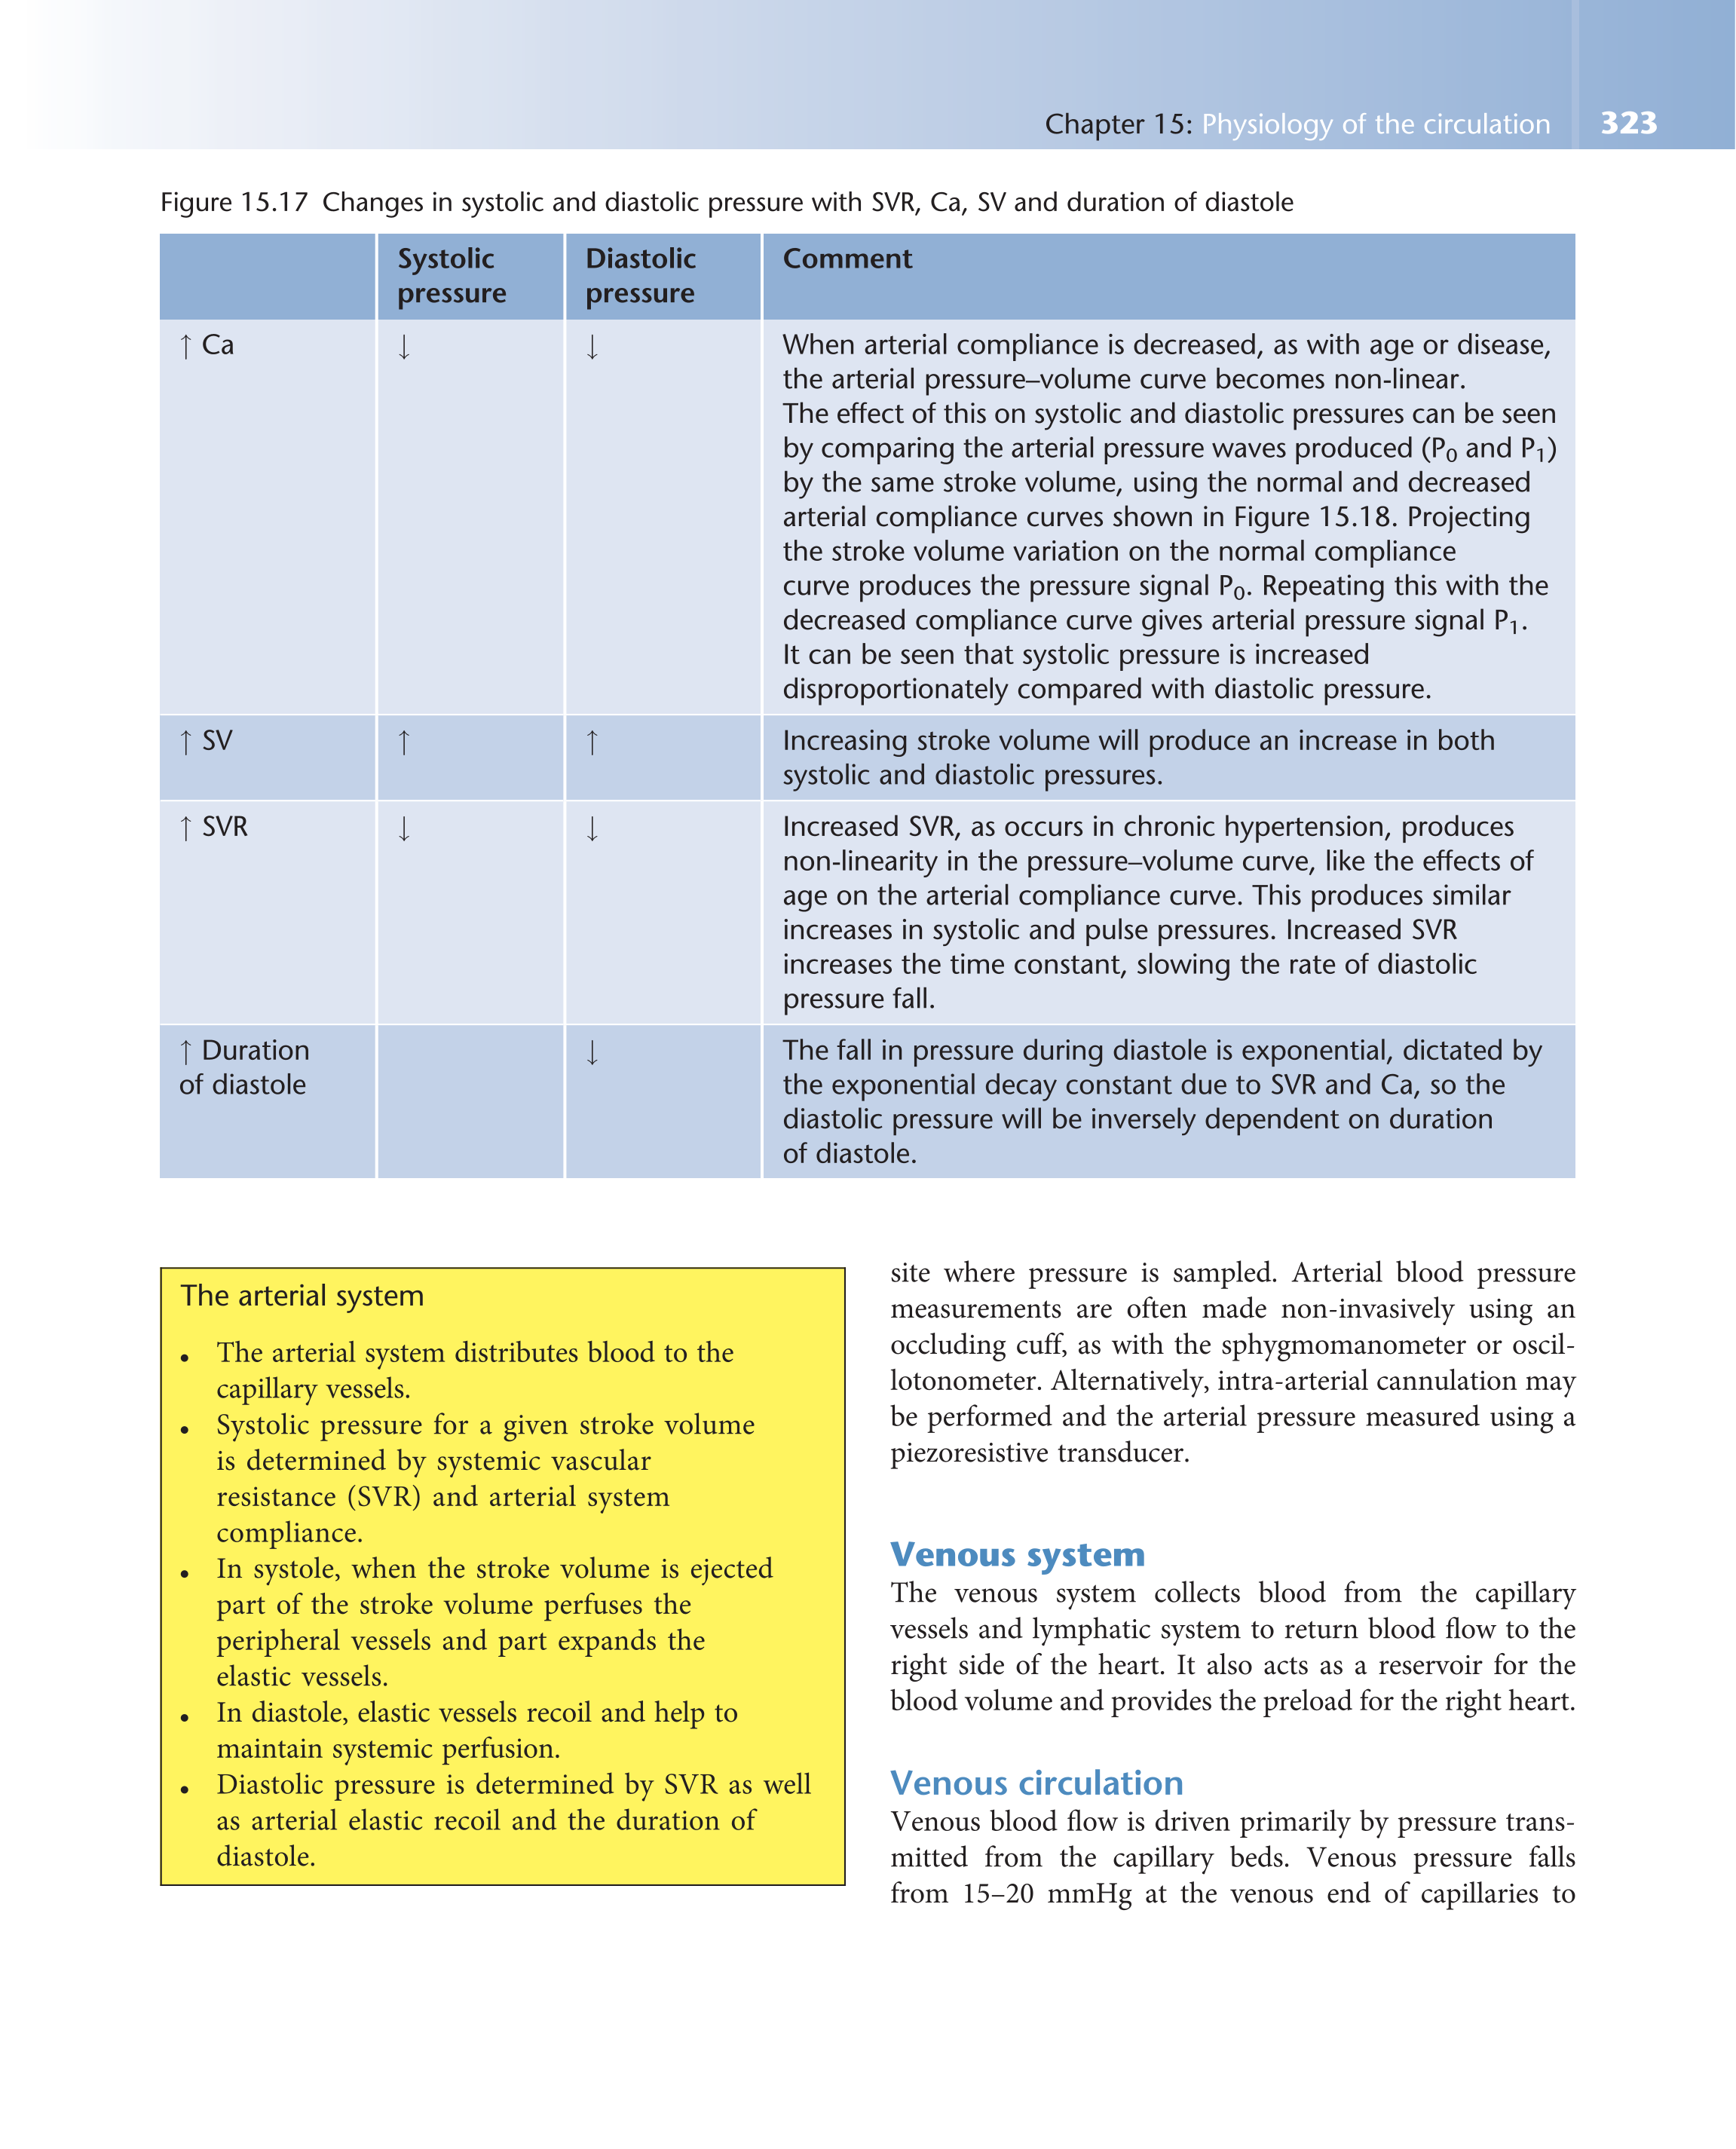 Chapter 15: Physiology of the circulation 323
Figure 15.17 Changes in systolic and diastolic pressure with SVR, Ca, SV and duration of diastole
Systolic
pressure
Diastolic
pressure
Comment
↑ Ca
↓
↓
When arterial compliance is decreased, as with age or disease,
the arterial pressure–volume curve becomes non-linear.
The effect of this on systolic and diastolic pressures can be seen
by comparing the arterial pressure waves produced (P₀ and P₁)
by the same stroke volume, using the normal and decreased
arterial compliance curves shown in Figure 15.18. Projecting
the stroke volume variation on the normal compliance
curve produces the pressure signal P₀. Repeating this with the
decreased compliance curve gives arterial pressure signal P₁.
It can be seen that systolic pressure is increased
disproportionately compared with diastolic pressure.
↑ SV
↑
↑
Increasing stroke volume will produce an increase in both
systolic and diastolic pressures.
↑ SVR
↓
↓
Increased SVR, as occurs in chronic hypertension, produces
non-linearity in the pressure–volume curve, like the effects of
age on the arterial compliance curve. This produces similar
increases in systolic and pulse pressures. Increased SVR
increases the time constant, slowing the rate of diastolic
pressure fall.
↑ Duration
of diastole
↓
The fall in pressure during diastole is exponential, dictated by
the exponential decay constant due to SVR and Ca, so the
diastolic pressure will be inversely dependent on duration
of diastole.
The arterial system
• The arterial system distributes blood to the
capillary vessels.
• Systolic pressure for a given stroke volume
is determined by systemic vascular
resistance (SVR) and arterial system
compliance.
• In systole, when the stroke volume is ejected
part of the stroke volume perfuses the
peripheral vessels and part expands the
elastic vessels.
• In diastole, elastic vessels recoil and help to
maintain systemic perfusion.
• Diastolic pressure is determined by SVR as well
as arterial elastic recoil and the duration of
diastole.
site where pressure is sampled. Arterial blood pressure
measurements are often made non-invasively using an
occluding cuff, as with the sphygmomanometer or oscil-
lotonometer. Alternatively, intra-arterial cannulation may
be performed and the arterial pressure measured using a
piezoresistive transducer.
Venous system
The venous system collects blood from the capillary
vessels and lymphatic system to return blood flow to the
right side of the heart. It also acts as a reservoir for the
blood volume and provides the preload for the right heart.
Venous circulation
Venous blood flow is driven primarily by pressure trans-
mitted from the capillary beds. Venous pressure falls
from 15–20 mmHg at the venous end of capillaries to